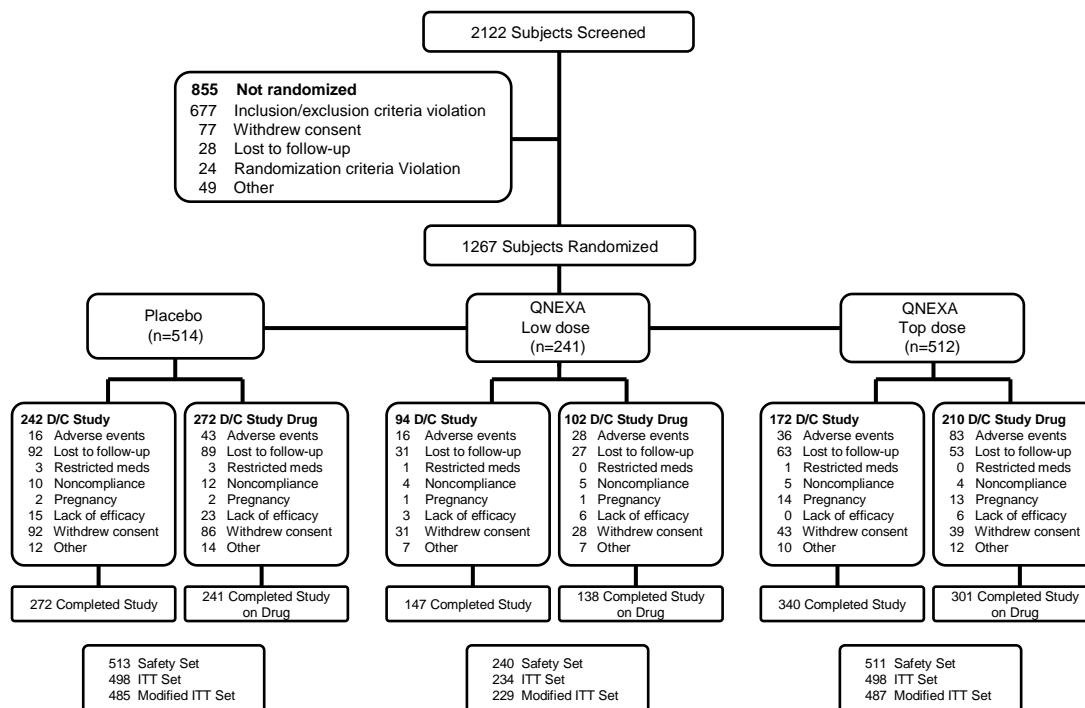 2122 Subjects Screened
855 Not randomized
677 Inclusion/exclusion criteria violation
77 Withdrew consent
28 Lost to follow-up
24 Randomization criteria Violation
49 Other
1267 Subjects Randomized
Placebo
(n=514)
QNEXA
Low dose
(n=241)
QNEXA
Top dose
(n=512)
242 D/C Study
16 Adverse events
92 Lost to follow-up
3 Restricted meds
10 Noncompliance
2 Pregnancy
15 Lack of efficacy
92 Withdrew consent
12 Other
272 D/C Study Drug
43 Adverse events
89 Lost to follow-up
3 Restricted meds
12 Noncompliance
2 Pregnancy
23 Lack of efficacy
86 Withdrew consent
14 Other
94 D/C Study
16 Adverse events
31 Lost to follow-up
1 Restricted meds
4 Noncompliance
1 Pregnancy
3 Lack of efficacy
31 Withdrew consent
7 Other
102 D/C Study Drug
28 Adverse events
27 Lost to follow-up
0 Restricted meds
5 Noncompliance
1 Pregnancy
6 Lack of efficacy
28 Withdrew consent
7 Other
172 D/C Study
36 Adverse events
63 Lost to follow-up
1 Restricted meds
5 Noncompliance
14 Pregnancy
0 Lack of efficacy
43 Withdrew consent
10 Other
210 D/C Study Drug
83 Adverse events
53 Lost to follow-up
0 Restricted meds
4 Noncompliance
13 Pregnancy
6 Lack of efficacy
39 Withdrew consent
12 Other
272 Completed Study
241 Completed Study
on Drug
147 Completed Study
138 Completed Study
on Drug
340 Completed Study
301 Completed Study
on Drug
513 Safety Set
498 ITT Set
485 Modified ITT Set
240 Safety Set
234 ITT Set
229 Modified ITT Set
511 Safety Set
498 ITT Set
487 Modified ITT Set